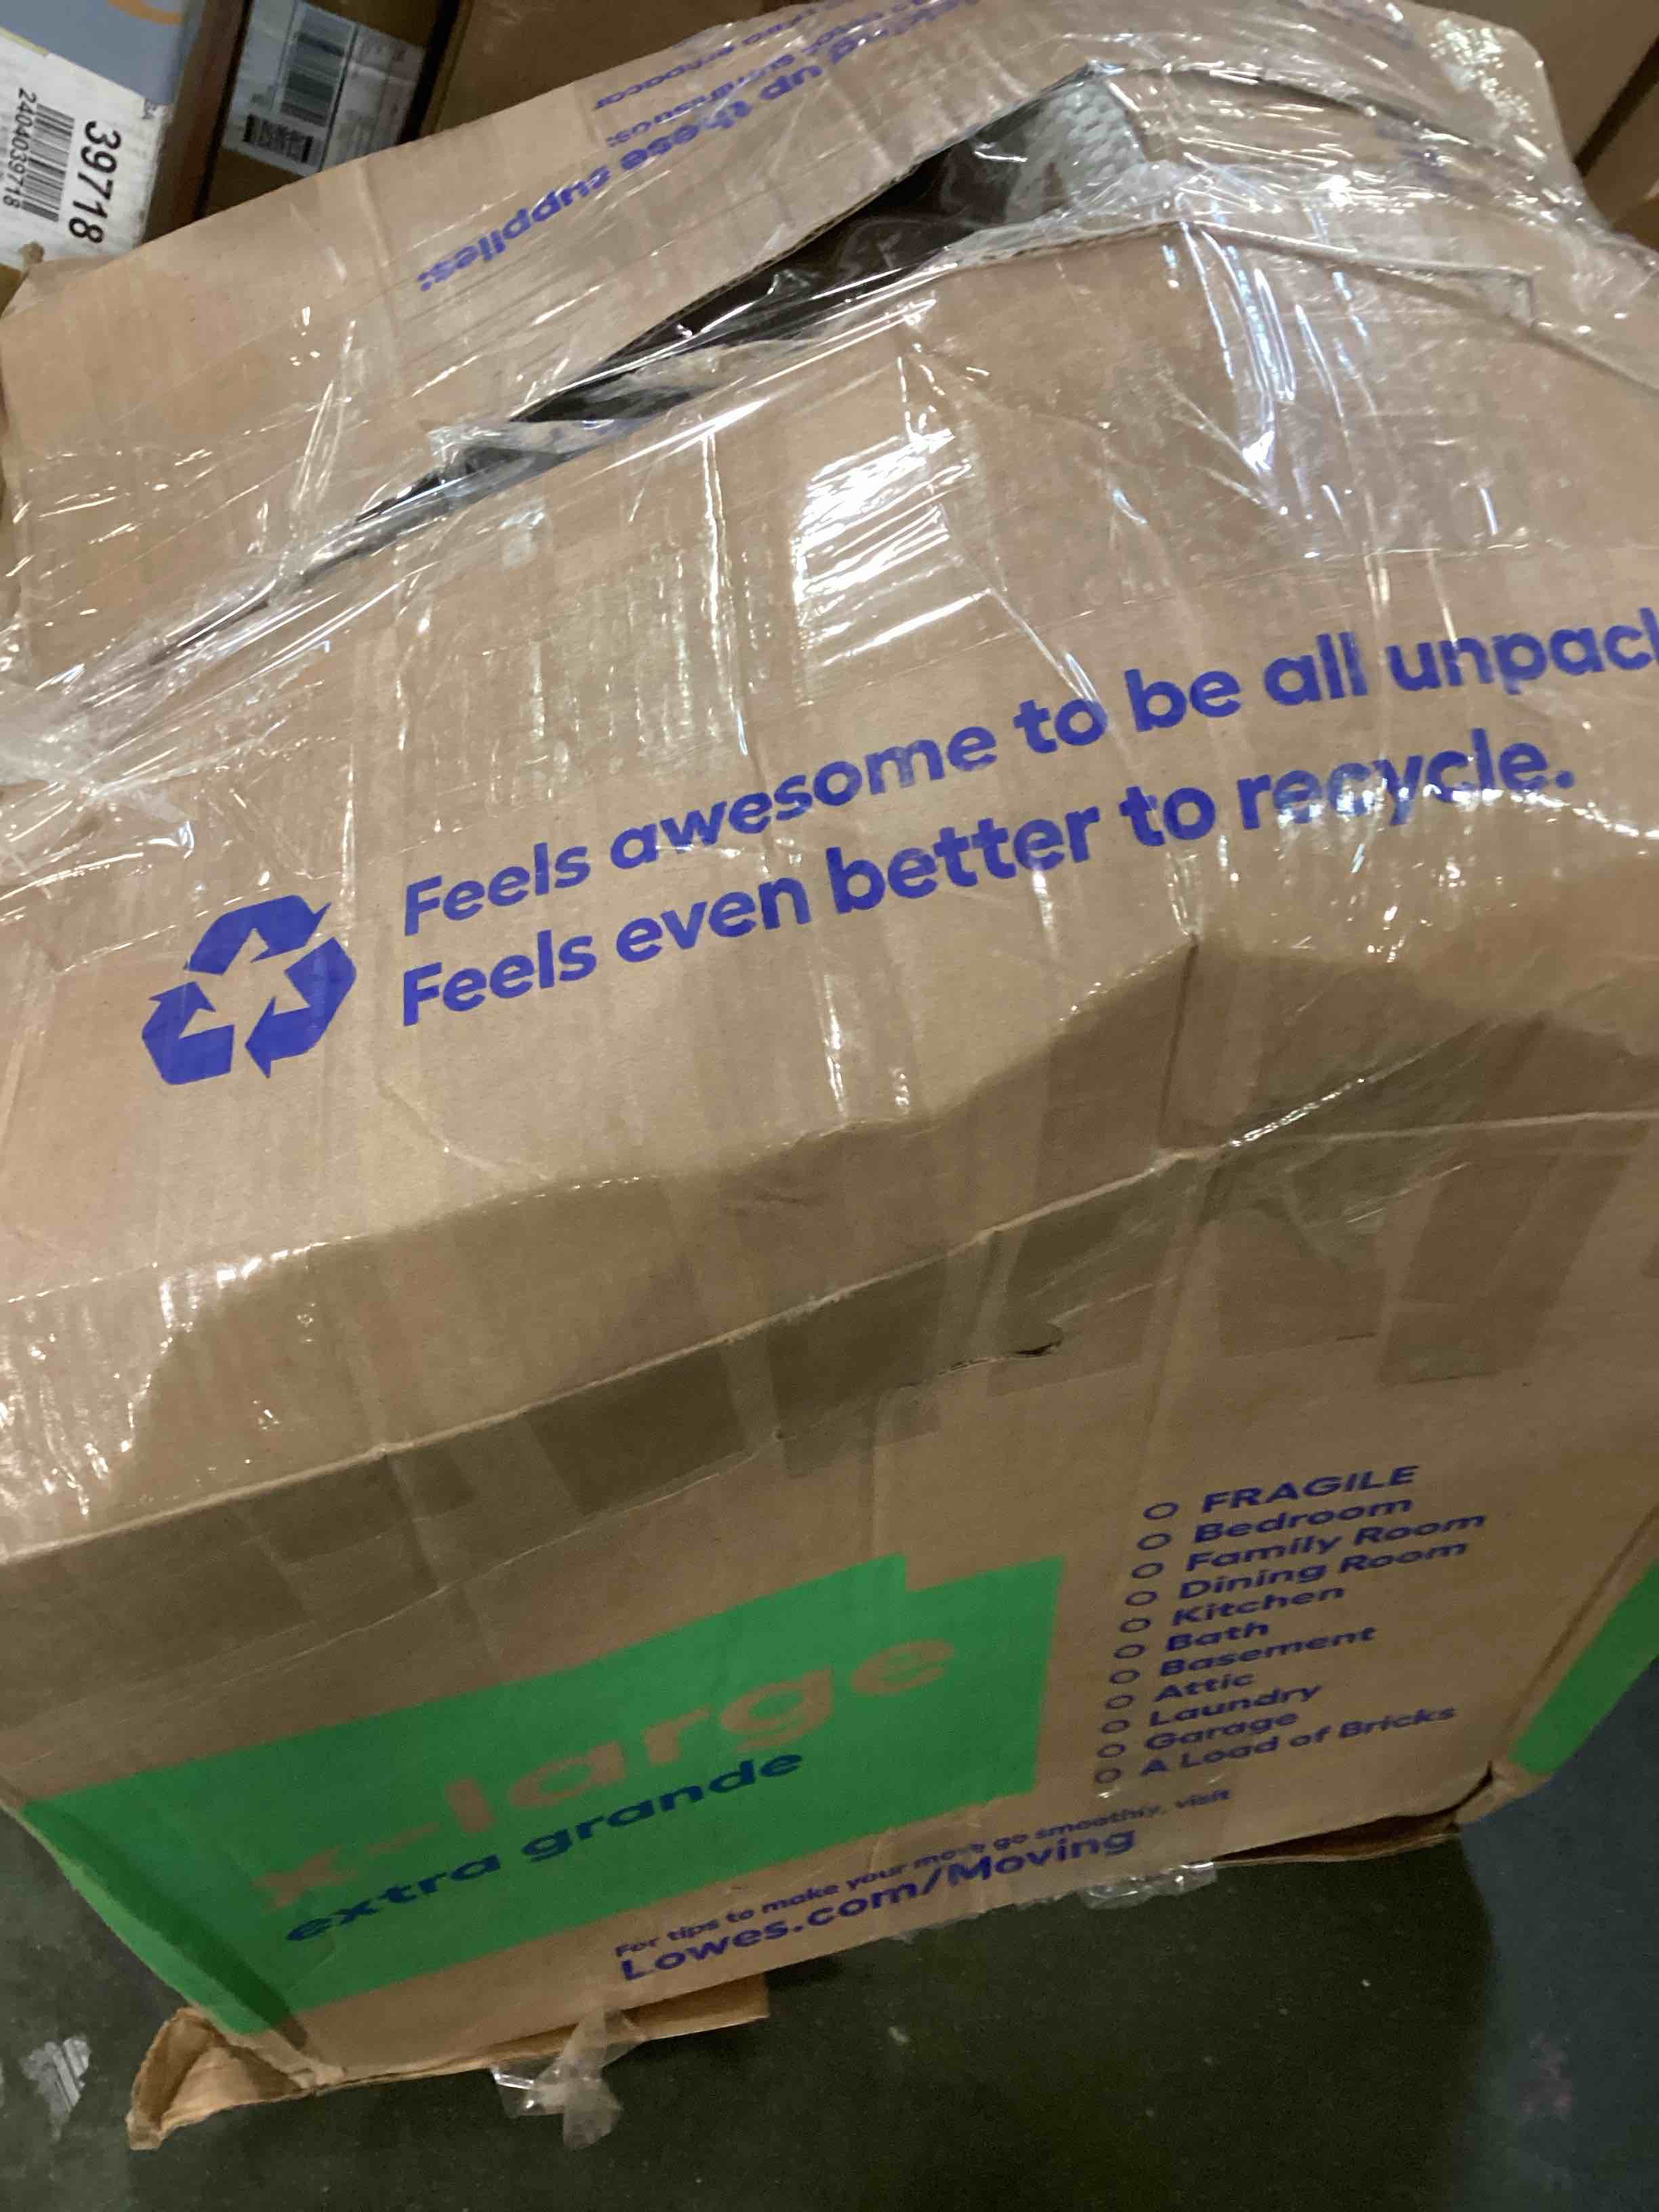 39718
2404039718
up these supplies:
Feels awesome to be all unpack
Feels even better to recycle.
x-large
extra grande
FRAGILE
Bedroom
Family Room
Dining Room
Kitchen
Bath
Basement
Attic
Laundry
Garage
A Load of Bricks
For tips to make your move go smoothly, visit
Lowes.com/Moving